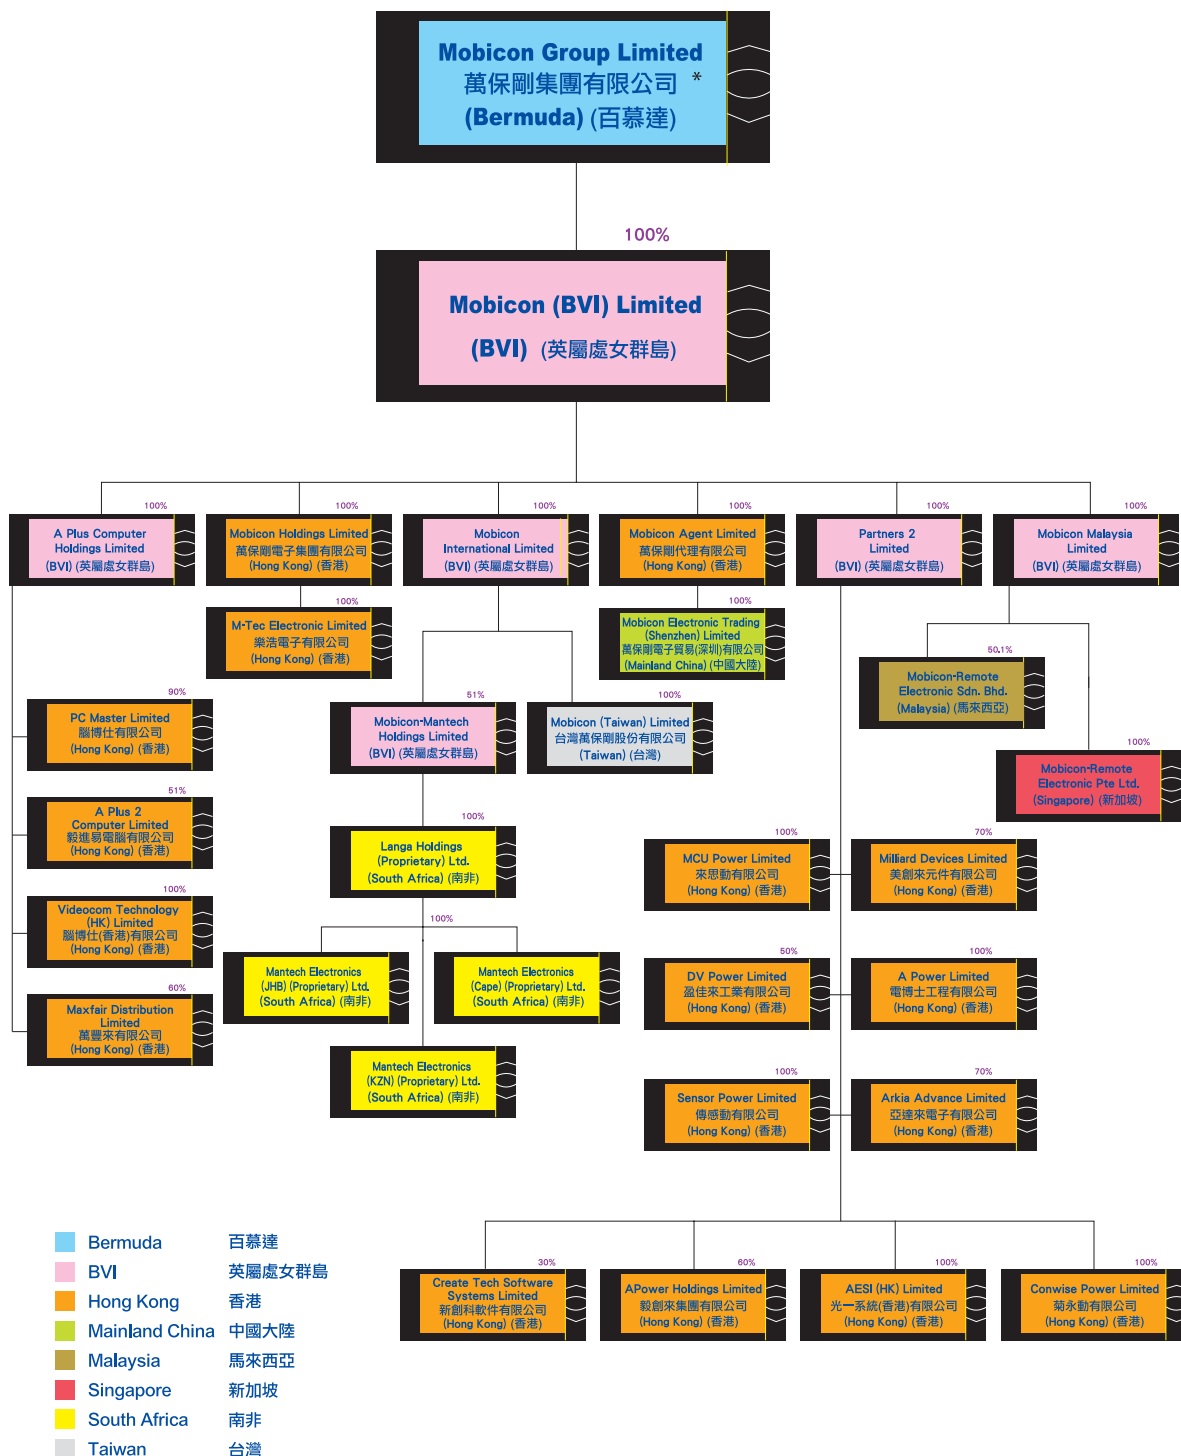 Mobicon Group Limited
萬保剛集團有限公司 *
(Bermuda) (百慕達)
100%
Mobicon (BVI) Limited
(BVI) (英屬處女群島)
100%
A Plus Computer
Holdings Limited
(BVI) (英屬處女群島)
100%
Mobicon Holdings Limited
萬保剛電子集團有限公司
(Hong Kong) (香港)
100%
Mobicon
International Limited
(BVI) (英屬處女群島)
100%
Mobicon Agent Limited
萬保剛代理有限公司
(Hong Kong) (香港)
100%
Partners 2
Limited
(BVI) (英屬處女群島)
100%
Mobicon Malaysia
Limited
(BVI) (英屬處女群島)
100%
M-Tec Electronic Limited
樂浩電子有限公司
(Hong Kong) (香港)
100%
Mobicon Electronic Trading
(Shenzhen) Limited
萬保剛電子貿易(深圳)有限公司
(Mainland China) (中國大陸)
50.1%
Mobicon-Remote
Electronic Sdn. Bhd.
(Malaysia) (馬來西亞)
90%
PC Master Limited
腦博仕有限公司
(Hong Kong) (香港)
51%
Mobicon-Mantech
Holdings Limited
(BVI) (英屬處女群島)
100%
Mobicon (Taiwan) Limited
台灣萬保剛股份有限公司
(Taiwan) (台灣)
100%
Mobicon-Remote
Electronic Pte Ltd.
(Singapore) (新加坡)
51%
A Plus 2
Computer Limited
毅進易電腦有限公司
(Hong Kong) (香港)
100%
Langa Holdings
(Proprietary) Ltd.
(South Africa) (南非)
100%
MCU Power Limited
來思動有限公司
(Hong Kong) (香港)
70%
Milliard Devices Limited
美創來元件有限公司
(Hong Kong) (香港)
100%
Videocom Technology
(HK) Limited
腦博仕(香港)有限公司
(Hong Kong) (香港)
100%
Mantech Electronics
(JHB) (Proprietary) Ltd.
(South Africa) (南非)
Mantech Electronics
(Cape) (Proprietary) Ltd.
(South Africa) (南非)
50%
DV Power Limited
盈佳來工業有限公司
(Hong Kong) (香港)
100%
A Power Limited
電博士工程有限公司
(Hong Kong) (香港)
60%
Maxfair Distribution
Limited
萬豐來有限公司
(Hong Kong) (香港)
Mantech Electronics
(KZN) (Proprietary) Ltd.
(South Africa) (南非)
100%
Sensor Power Limited
傳感動有限公司
(Hong Kong) (香港)
70%
Arkia Advance Limited
亞達來電子有限公司
(Hong Kong) (香港)
30%
Create Tech Software
Systems Limited
新創科軟件有限公司
(Hong Kong) (香港)
60%
APower Holdings Limited
毅創來集團有限公司
(Hong Kong) (香港)
100%
AESI (HK) Limited
光一系統(香港)有限公司
(Hong Kong) (香港)
100%
Conwise Power Limited
菊永動有限公司
(Hong Kong) (香港)
Bermuda 百慕達
BVI 英屬處女群島
Hong Kong 香港
Mainland China 中國大陸
Malaysia 馬來西亞
Singapore 新加坡
South Africa 南非
Taiwan 台灣